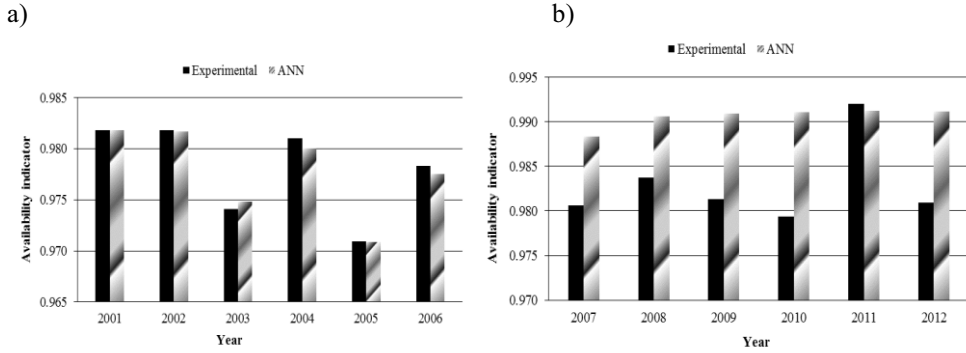 a)
Experimental ANN
0.985
0.980
0.975
0.970
0.965
Availability indicator
2001 2002 2003 2004 2005 2006
Year
b)
Experimental ANN
0.995
0.990
0.985
0.980
0.975
0.970
Availability indicator
2007 2008 2009 2010 2011 2012
Year